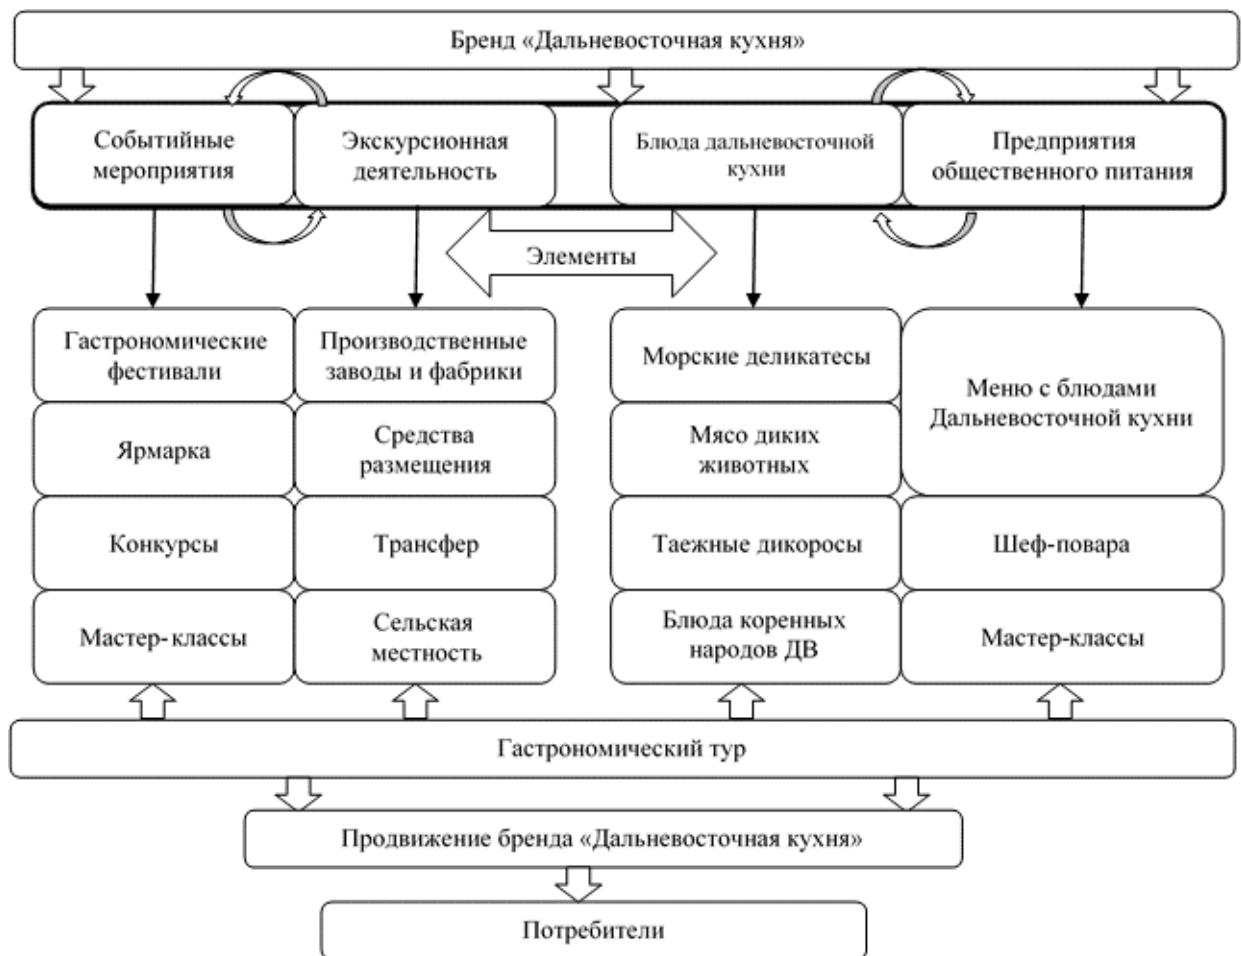 Бренд «Дальневосточная кухня»
Событийные
мероприятия
Экскурсионная
деятельность
Блюда дальневосточной
кухни
Предприятия
общественного питания
Элементы
Гастрономические
фестивали
Производственные
заводы и фабрики
Морские деликатесы
Меню с блюдами
Дальневосточной кухни
Ярмарка
Средства
размещения
Мясо диких
животных
Конкурсы
Трансфер
Таежные дикоросы
Шеф-повара
Мастер-классы
Сельская
местность
Блюда коренных
народов ДВ
Мастер-классы
Гастрономический тур
Продвижение бренда «Дальневосточная кухня»
Потребители